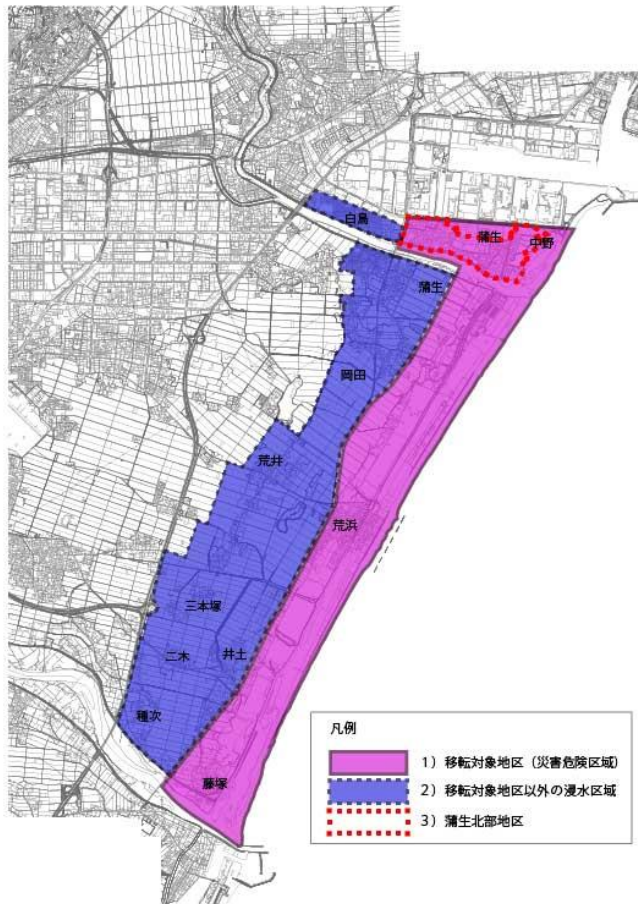 白鳥
蒲生
中野
蒲生
岡田
荒井
荒浜
三本塚
二木
井土
種次
藤塚
凡例
1）移転対象地区（災害危険区域）
2）移転対象地区以外の浸水区域
3）蒲生北部地区